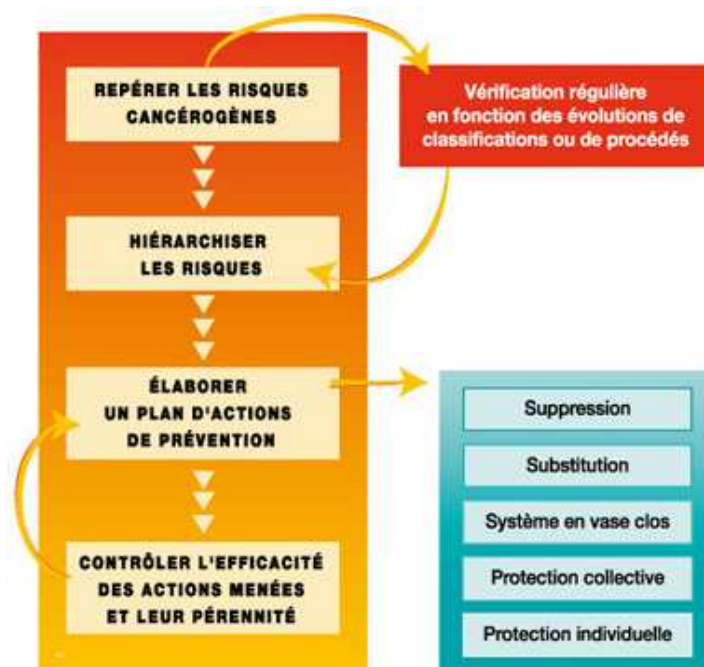 REPÉRER LES RISQUES
CANCÉROGÈNES
Vérification régulière
en fonction des évolutions de
classifications ou de procédés
HIÉRARCHISER
LES RISQUES
ÉLABORER
UN PLAN D'ACTIONS
DE PRÉVENTION
Suppression
Substitution
Système en vase clos
Protection collective
Protection individuelle
CONTRÔLER L'EFFICACITÉ
DES ACTIONS MENÉES
ET LEUR PÉRENNITÉ